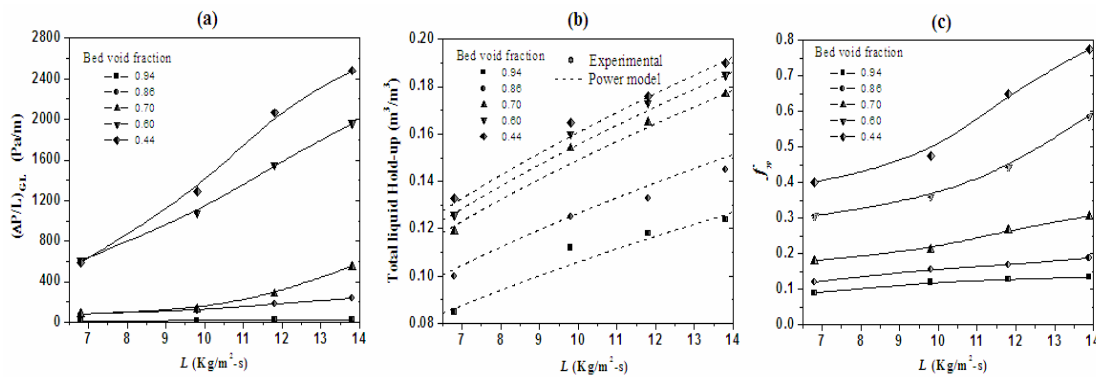 (a)
2800
2400
2000
1600
1200
800
400
0
(ΔP/L)GL (Pa/m)
Bed void fraction
0.94
0.86
0.70
0.60
0.44
7 8 9 10 11 12 13 14
L (Kg/m²-s)
(b)
0.20
0.18
0.16
0.14
0.12
0.10
0.08
Total liquid Hold-up (m³/m³)
Bed void fraction
0.94
0.86
0.70
0.60
0.44
Experimental
Power model
7 8 9 10 11 12 13 14
L (Kg/m²-s)
(c)
0.8
0.7
0.6
0.5
0.4
0.3
0.2
0.1
0.0
Bed void fraction
0.94
0.86
0.70
0.60
0.44
7 8 9 10 11 12 13 14
L (Kg/m²-s)